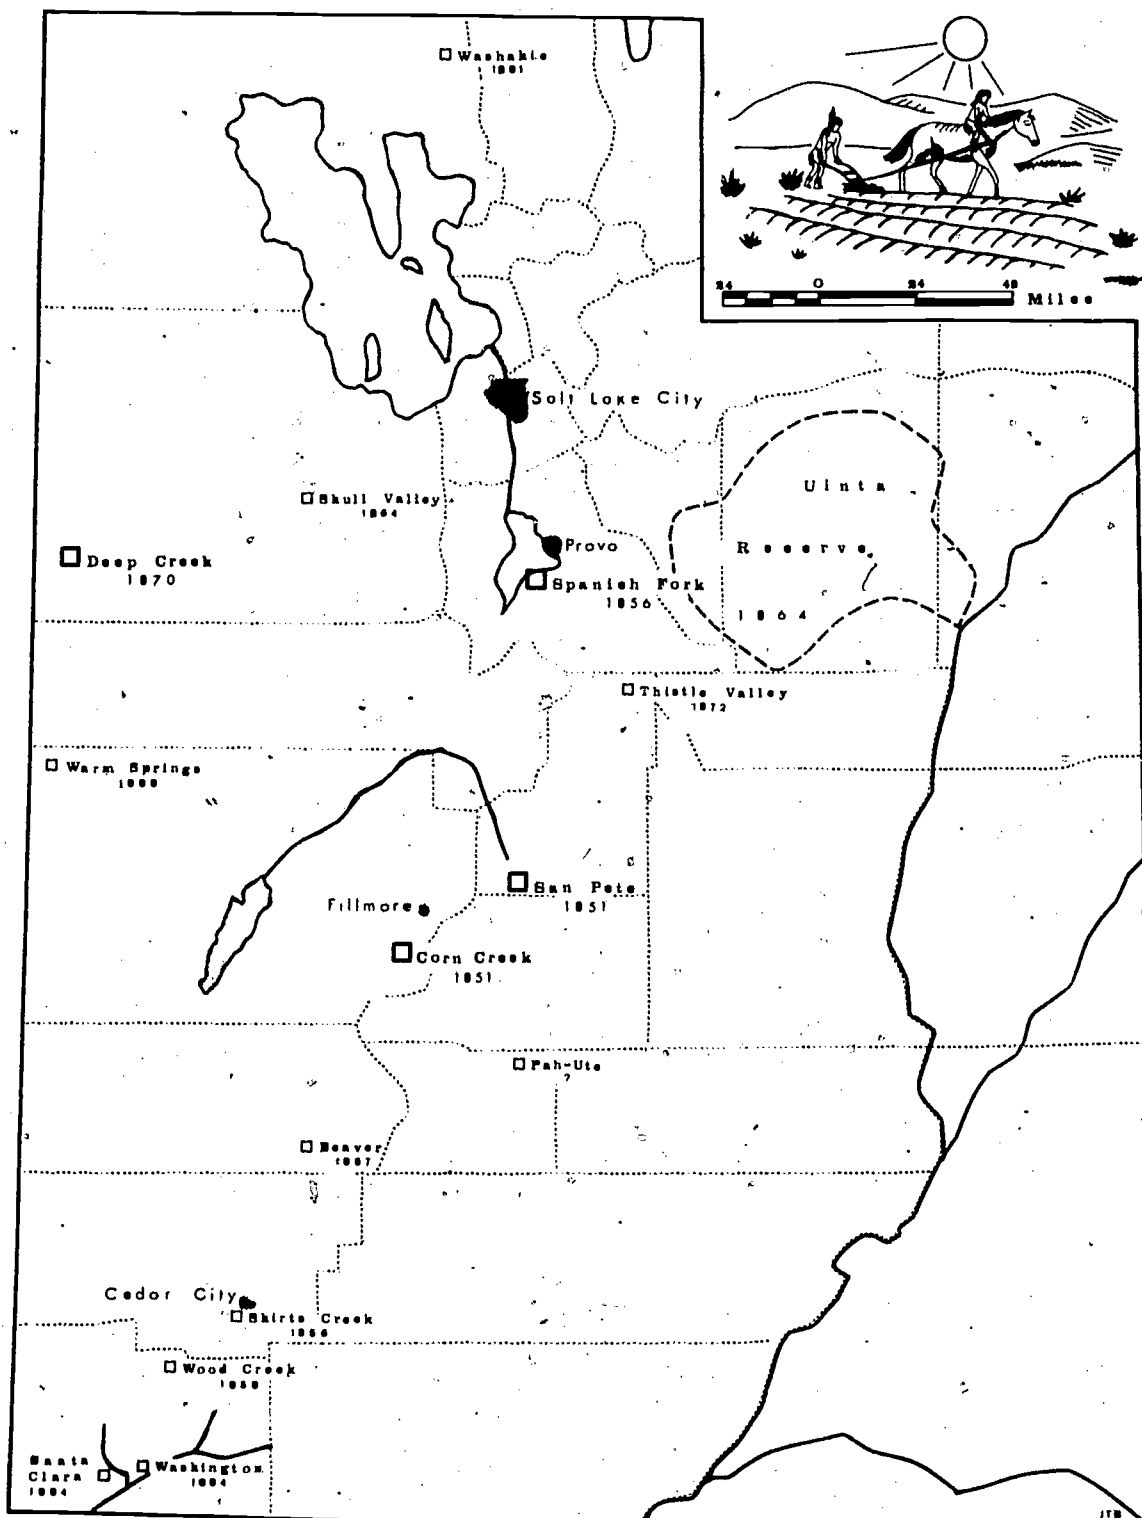 Washakie
24 0 24 48 Miles
Salt Lake City
Skull Valley
Uinta
Reserve
1864
Deep Creek
1870
Provo
Spanish Fork
1856
Thistle Valley
1872
Warm Springs
San Pete
1851
Fillmore
Corn Creek
1851
Pah-Ute
?
Beaver
Cedar City
Shirts Creek
Wood Creek
Santa
Clara
Washington
JTB